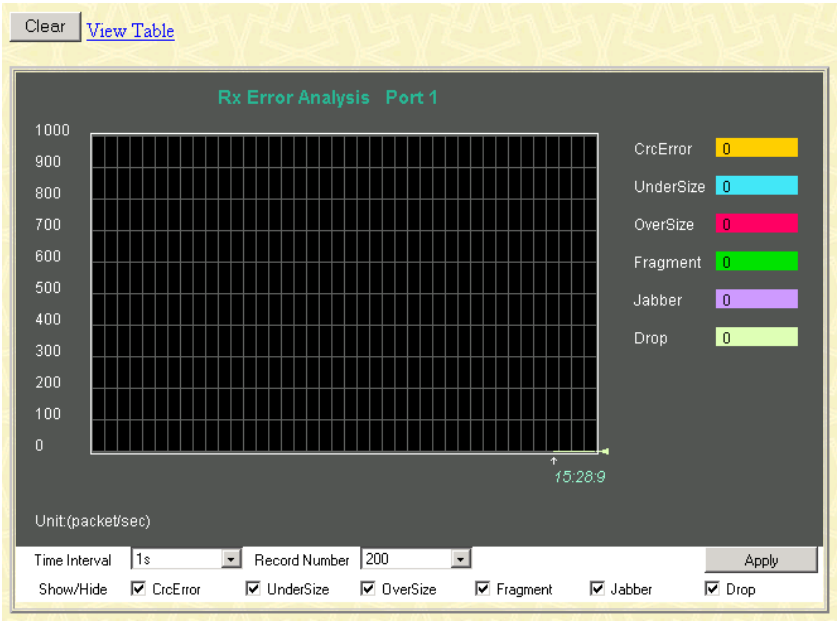 Clear View Table
Rx Error Analysis Port 1
1000
900
800
700
600
500
400
300
200
100
0
CrcError 0
UnderSize 0
OverSize 0
Fragment 0
Jabber 0
Drop 0
15:28:9
Unit:(packet/sec)
Time Interval 1s Record Number 200 Apply
Show/Hide CrcError UnderSize OverSize Fragment Jabber Drop